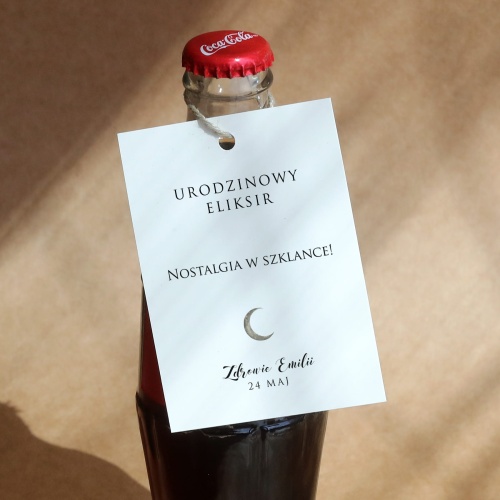 Coca-Cola
URODZINOWY
ELIKSIR
NOSTALGIA W SZKLANCE!
Zdrowie Emilii
24 MAJ